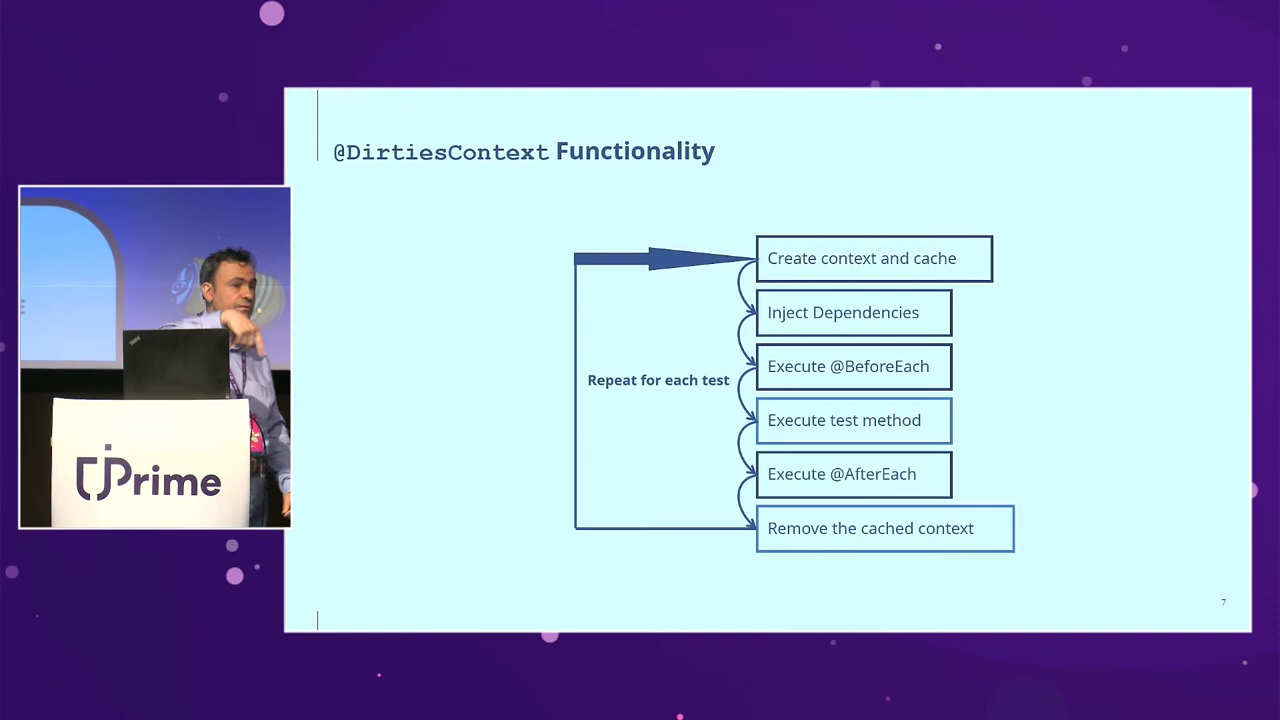 @DirtiesContext Functionality
Create context and cache
Inject Dependencies
Execute @BeforeEach
Repeat for each test
Execute test method
Execute @AfterEach
Remove the cached context
7
jPrime